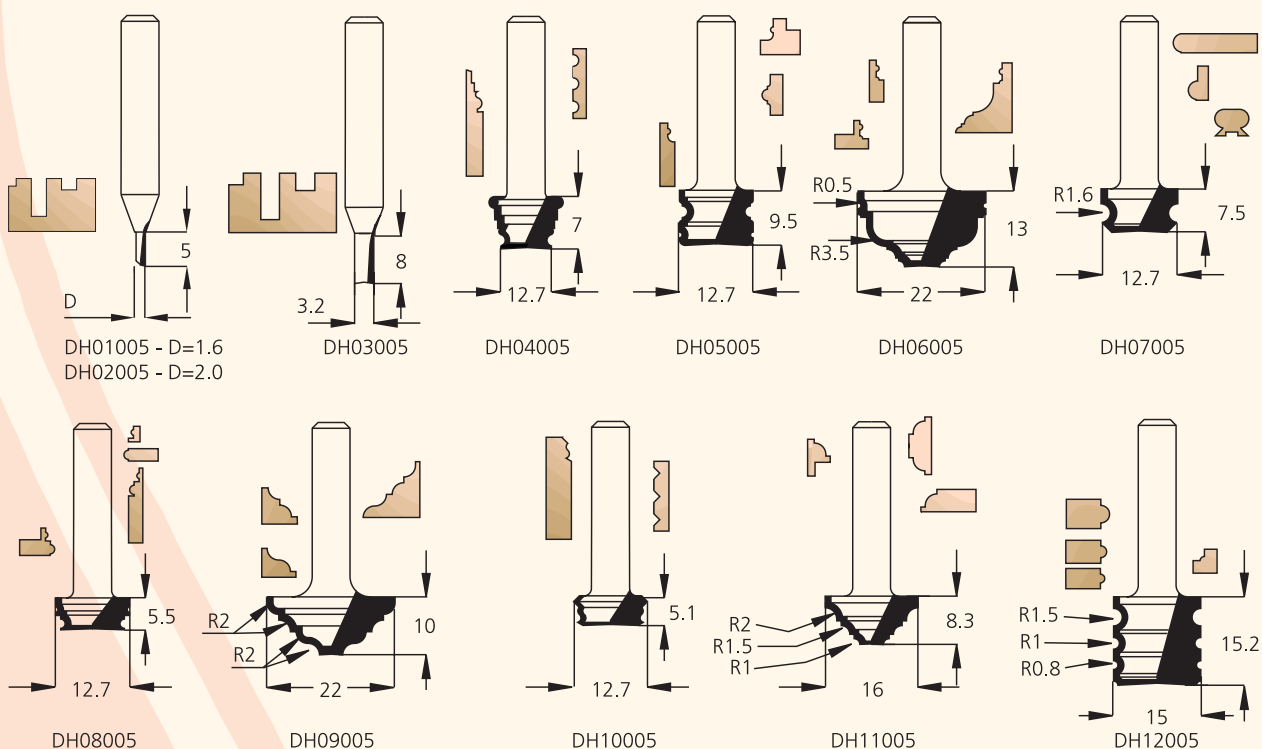 5
D
DH01005 - D=1.6
DH02005 - D=2.0
8
3.2
DH03005
7
12.7
DH04005
9.5
12.7
DH05005
R0.5
R3.5
13
22
DH06005
R1.6
7.5
12.7
DH07005
5.5
12.7
DH08005
R2
R2
10
22
DH09005
5.1
12.7
DH10005
R2
R1.5
R1
8.3
16
DH11005
R1.5
R1
R0.8
15.2
15
DH12005